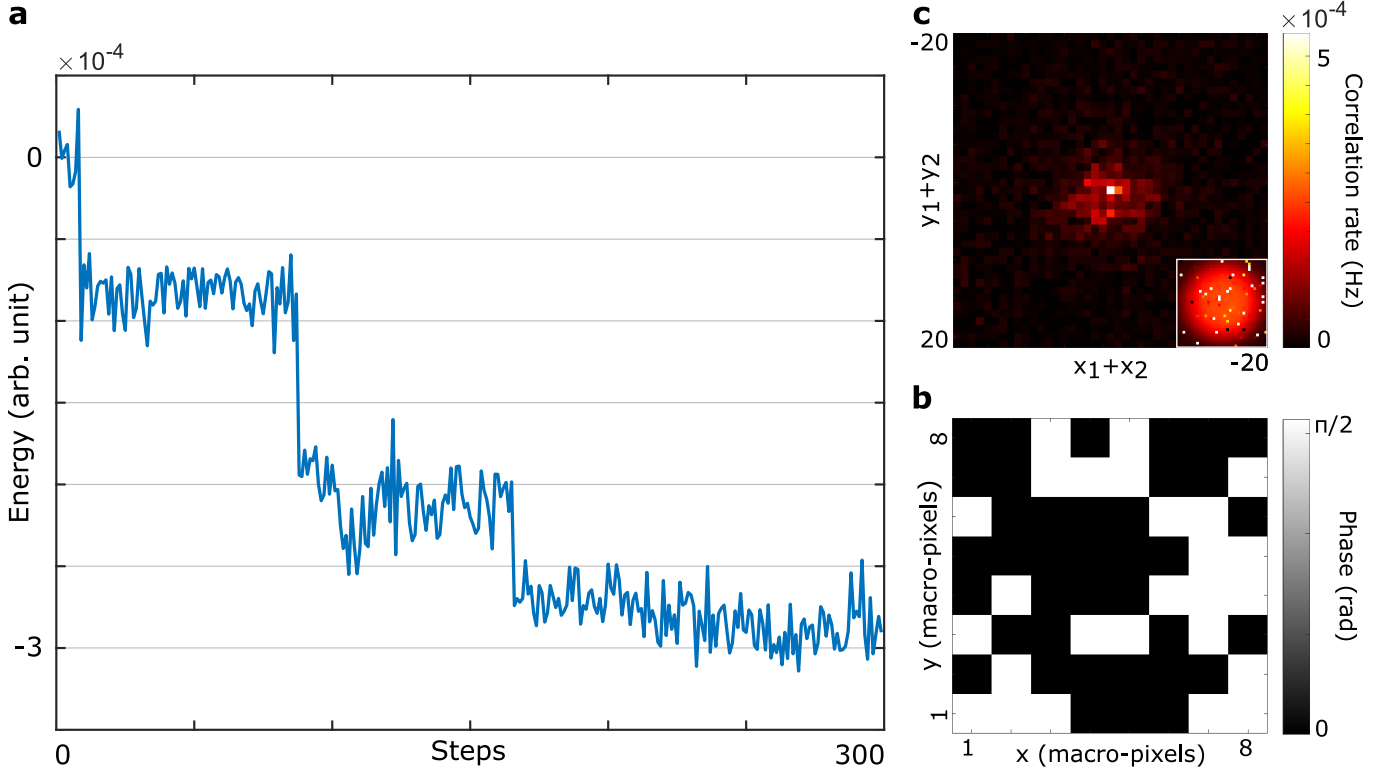 a
×10⁻⁴
0
-3
Energy (arb. unit)
0
Steps
300
c
-20
y₁+y₂
20
x₁+x₂
-20
×10⁻⁴
5
0
Correlation rate (Hz)
b
8
y (macro-pixels)
1
1
x (macro-pixels)
8
π/2
0
Phase (rad)